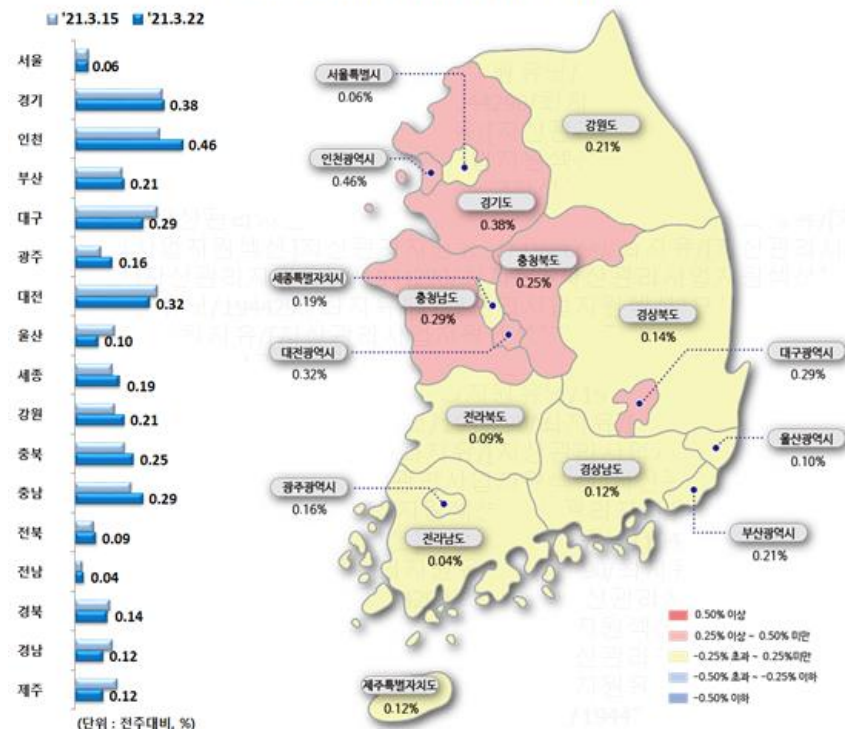 '21.3.15 '21.3.22
서울 0.06
경기 0.38
인천 0.46
부산 0.21
대구 0.29
광주 0.16
대전 0.32
울산 0.10
세종 0.19
강원 0.21
충북 0.25
충남 0.29
전북 0.09
전남 0.04
경북 0.14
경남 0.12
제주 0.12
(단위 : 전주대비, %)
서울특별시
0.06%
강원도
0.21%
인천광역시
0.46%
경기도
0.38%
충청북도
0.25%
세종특별자치시
0.19%
충청남도
0.29%
경상북도
0.14%
대전광역시
0.32%
대구광역시
0.29%
전라북도
0.09%
울산광역시
0.10%
경상남도
0.12%
광주광역시
0.16%
전라남도
0.04%
부산광역시
0.21%
제주특별자치도
0.12%
0.50% 이상
0.25% 이상 ~ 0.50% 미만
-0.25% 초과 ~ 0.25%미만
-0.50% 초과 ~ -0.25% 이하
-0.50% 이하